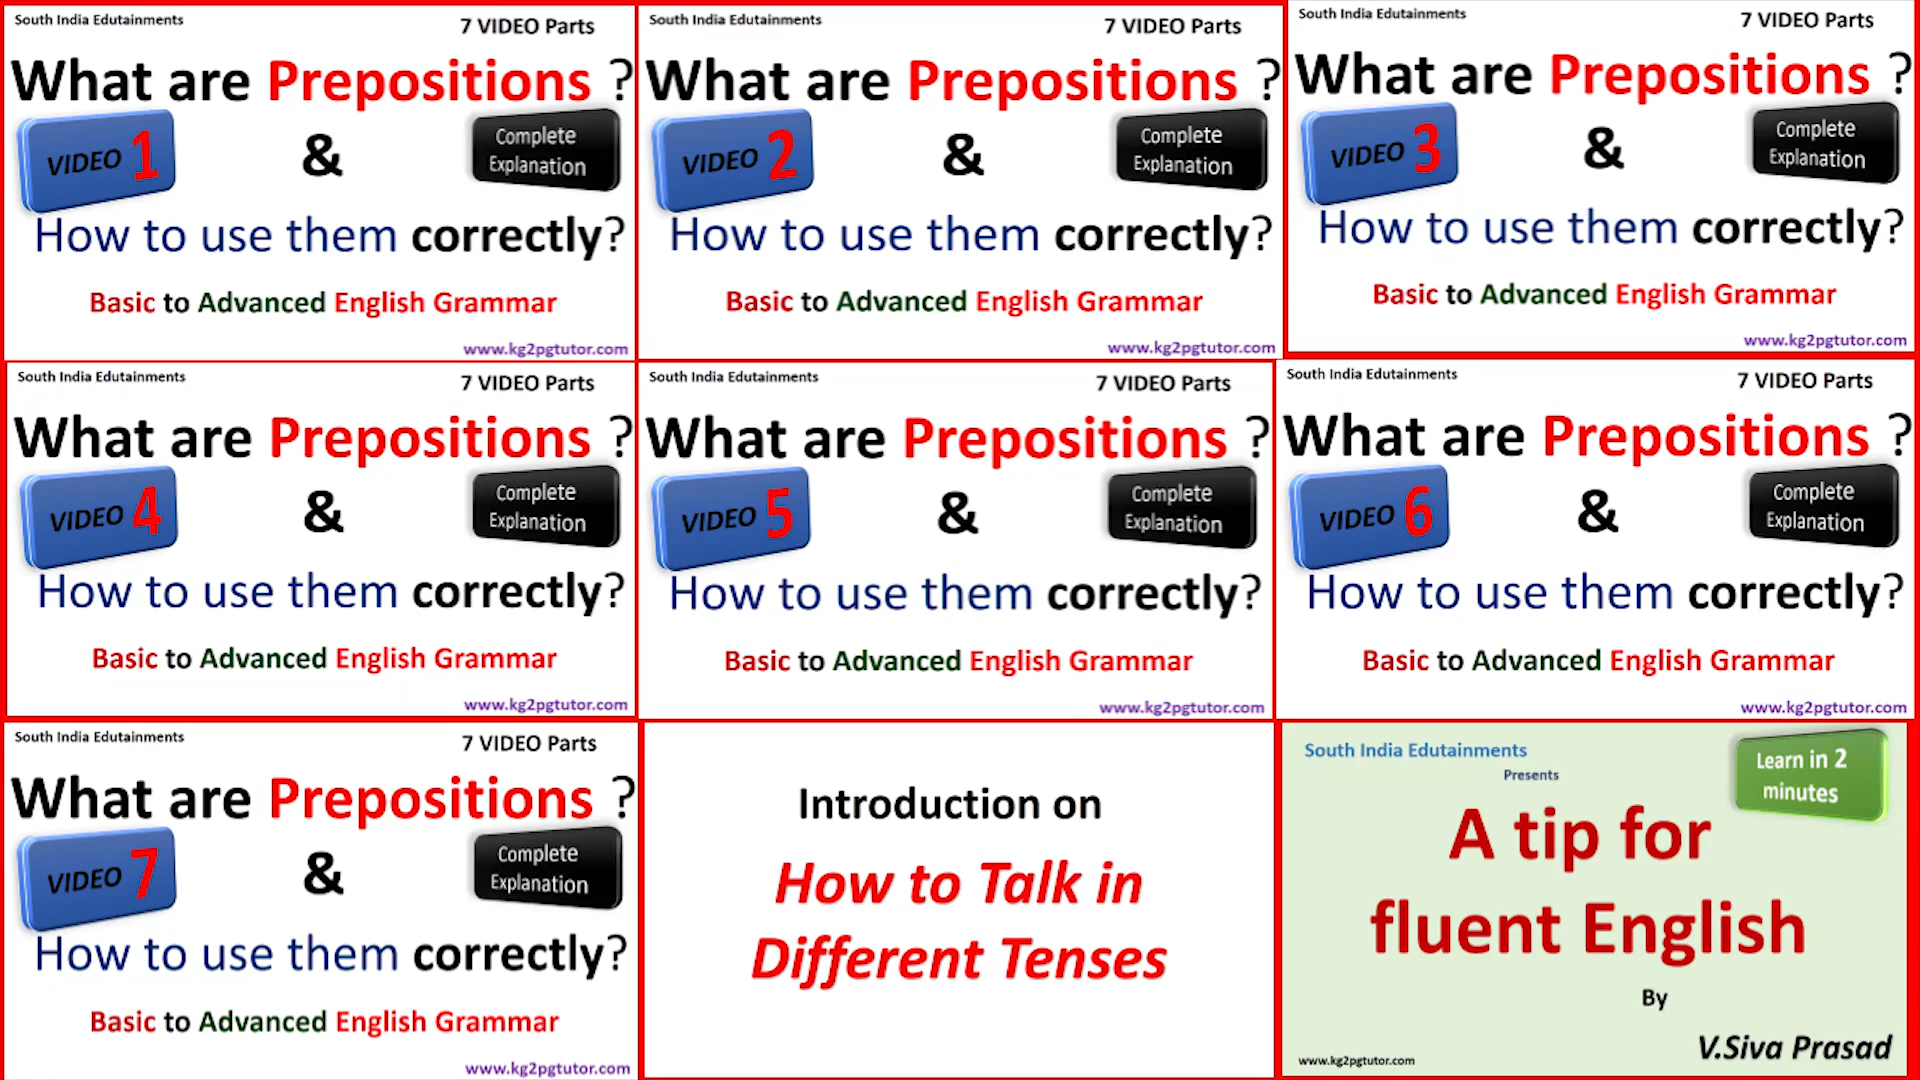 South India Edutainments
7 VIDEO Parts
What are Prepositions ?
VIDEO 1
&
Complete
Explanation
How to use them correctly?
Basic to Advanced English Grammar
www.kg2pgtutor.com
South India Edutainments
7 VIDEO Parts
What are Prepositions ?
VIDEO 2
&
Complete
Explanation
How to use them correctly?
Basic to Advanced English Grammar
www.kg2pgtutor.com
South India Edutainments
7 VIDEO Parts
What are Prepositions ?
VIDEO 3
&
Complete
Explanation
How to use them correctly?
Basic to Advanced English Grammar
www.kg2pgtutor.com
South India Edutainments
7 VIDEO Parts
What are Prepositions ?
VIDEO 4
&
Complete
Explanation
How to use them correctly?
Basic to Advanced English Grammar
www.kg2pgtutor.com
South India Edutainments
7 VIDEO Parts
What are Prepositions ?
VIDEO 5
&
Complete
Explanation
How to use them correctly?
Basic to Advanced English Grammar
www.kg2pgtutor.com
South India Edutainments
7 VIDEO Parts
What are Prepositions ?
VIDEO 6
&
Complete
Explanation
How to use them correctly?
Basic to Advanced English Grammar
www.kg2pgtutor.com
South India Edutainments
7 VIDEO Parts
What are Prepositions ?
VIDEO 7
&
Complete
Explanation
How to use them correctly?
Basic to Advanced English Grammar
www.kg2pgtutor.com
Introduction on
How to Talk in
Different Tenses
South India Edutainments
Presents
Learn in 2
minutes
A tip for
fluent English
By
V.Siva Prasad
www.kg2pgtutor.com